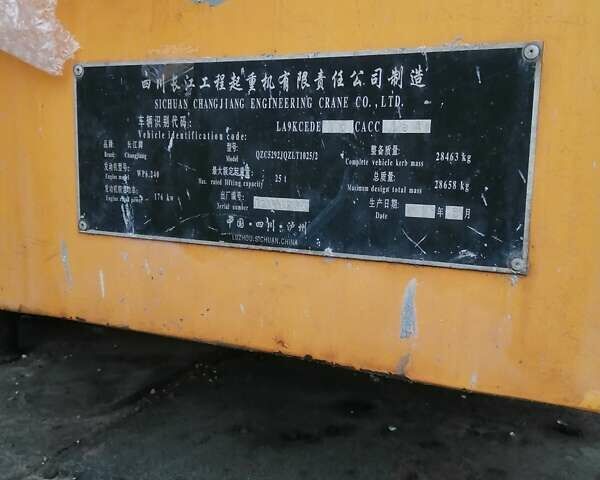 四川长江工程起重机有限责任公司制造
SICHUAN CHANGJIANG ENGINEERING CRANE CO., LTD.
车辆识别代码:
Vehicle identification code: LA9KCEDE CACC
品牌: 长江牌
Brand: Changjiang
型号:
Model QZC5292JQZLT1025/2
整备质量:
Complete vehicle kerb mass 28463 kg
发动机型号:
Engine model WP6.240
最大额定起重量:
Max. rated lifting capacity 25 t
总质量:
Maximum design total mass 28658 kg
发动机额定功率:
Engine rated power 176 kw
出厂编号:
Serial number
生产日期:
Date 年 月
中国·四川·泸州
LUZHOU.SICHUAN.CHINA